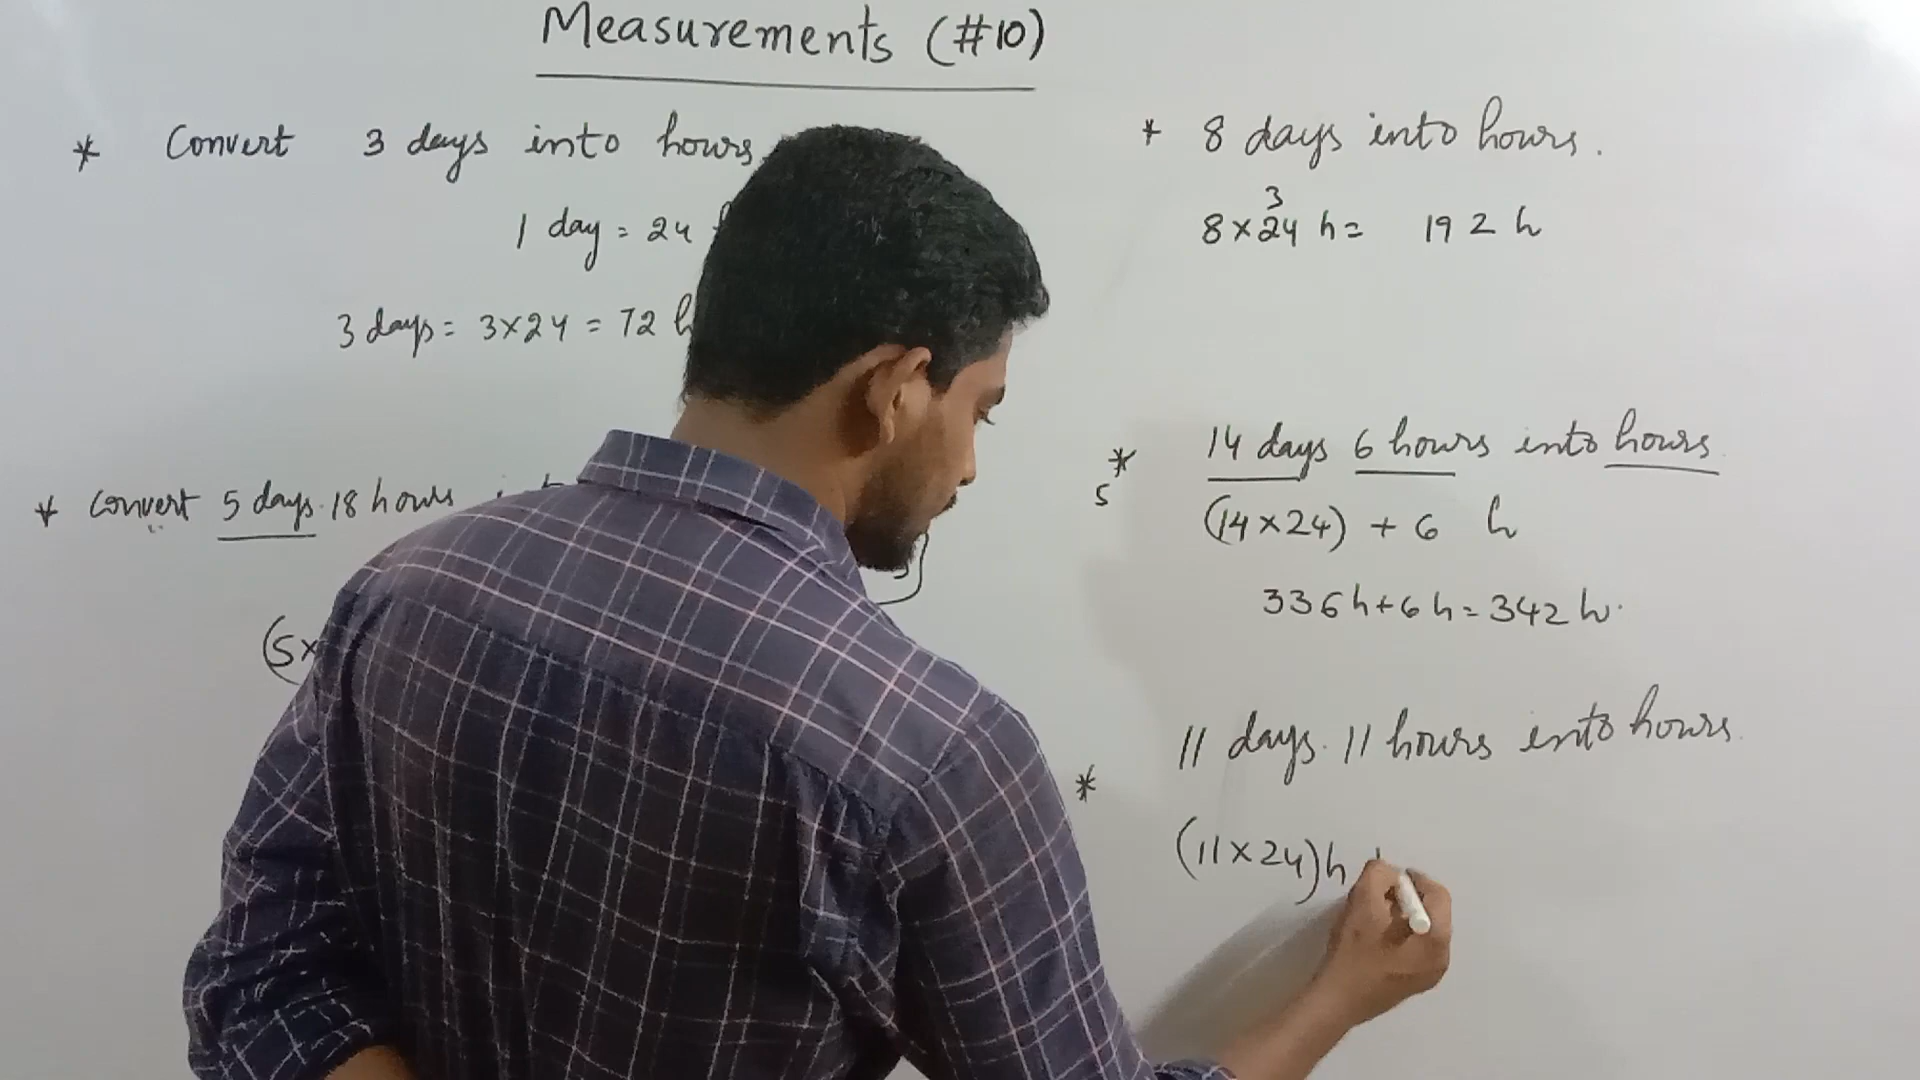 Measurements (#10)
* Convert 3 days into hours
1 day = 24
3 days = 3×24 = 72 h
* Convert 5 days 18 hours
(5×
* 8 days into hours.
3
8×24 h = 192 h
* 14 days 6 hours into hours.
5
(14×24) + 6 h
336h+6h=342h.
* 11 days. 11 hours into hours.
(11×24)h